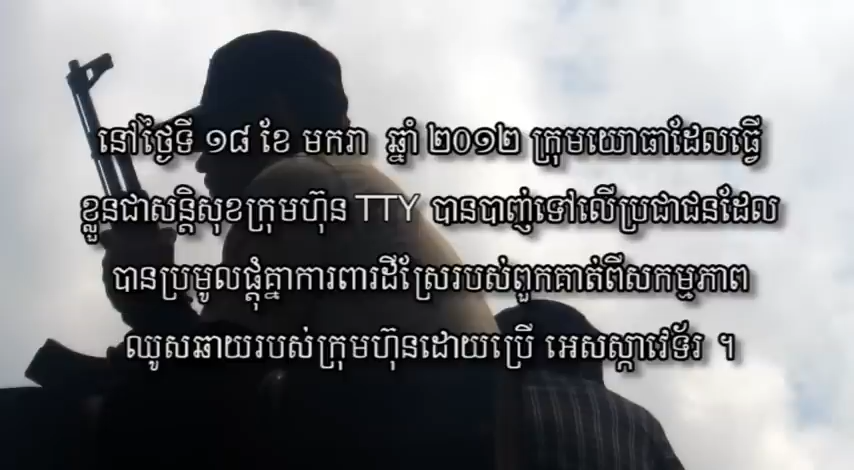 នៅថ្ងៃទី ១៨ ខែ មករា ឆ្នាំ ២០១២ ក្រុមយោធាដែលធ្វើ
ខ្លួនជាសន្តិសុខក្រុមហ៊ុន TTY បានបាញ់ទៅលើប្រជាជនដែល
បានប្រមូលផ្តុំគ្នាការពារដីស្រែរបស់ពួកគាត់ពីសកម្មភាព
ឈូសឆាយរបស់ក្រុមហ៊ុនដោយប្រើ អេសស្កាវេទ័រ ។